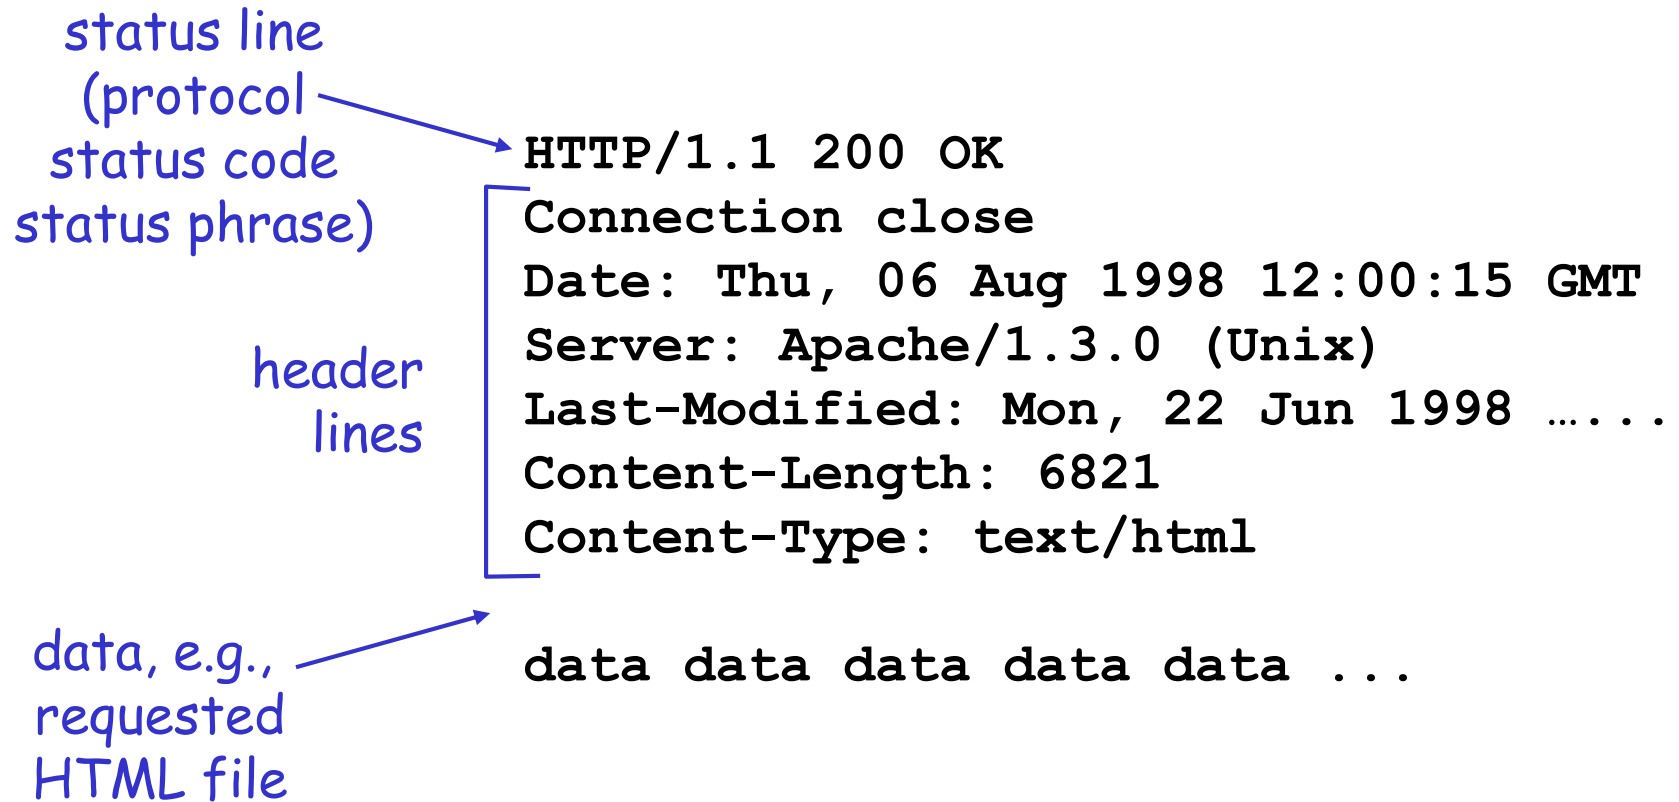 status line
(protocol
status code
status phrase)
HTTP/1.1 200 OK
Connection close
Date: Thu, 06 Aug 1998 12:00:15 GMT
Server: Apache/1.3.0 (Unix)
Last-Modified: Mon, 22 Jun 1998 …...
Content-Length: 6821
Content-Type: text/html
header
lines
data data data data data ...
data, e.g.,
requested
HTML file